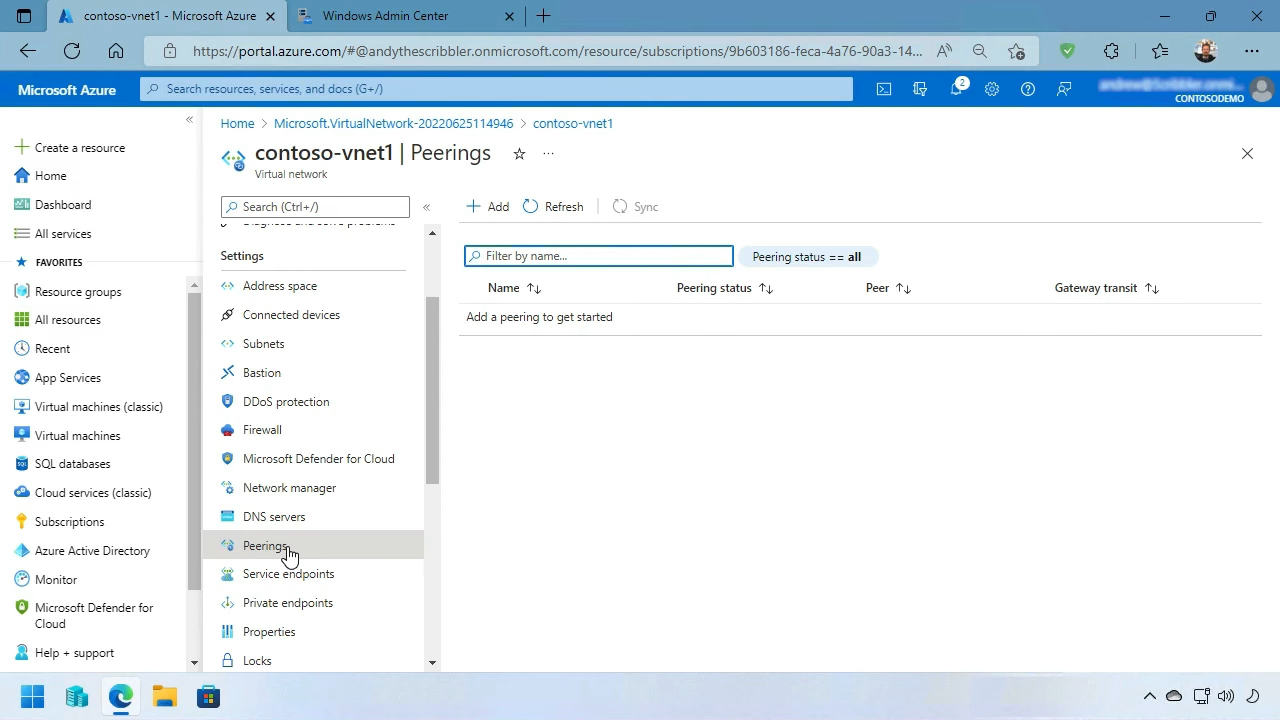 contoso-vnet1 - Microsoft Azure
Windows Admin Center
https://portal.azure.com/#@andythescribbler.onmicrosoft.com/resource/subscriptions/9b603186-feca-4a76-90a3-14...
Microsoft Azure
Search resources, services, and docs (G+/)
2
CONTOSODEMO
Create a resource
Home
Dashboard
All services
FAVORITES
Resource groups
All resources
Recent
App Services
Virtual machines (classic)
Virtual machines
SQL databases
Cloud services (classic)
Subscriptions
Azure Active Directory
Monitor
Microsoft Defender for
Cloud
Help + support
Home > Microsoft.VirtualNetwork-20220625114946 > contoso-vnet1
contoso-vnet1 | Peerings
Virtual network
Search (Ctrl+/)
Diagnose and solve problems
Settings
Address space
Connected devices
Subnets
Bastion
DDoS protection
Firewall
Microsoft Defender for Cloud
Network manager
DNS servers
Peerings
Service endpoints
Private endpoints
Properties
Locks
Add
Refresh
Sync
Filter by name...
Peering status == all
Name
Peering status
Peer
Gateway transit
Add a peering to get started